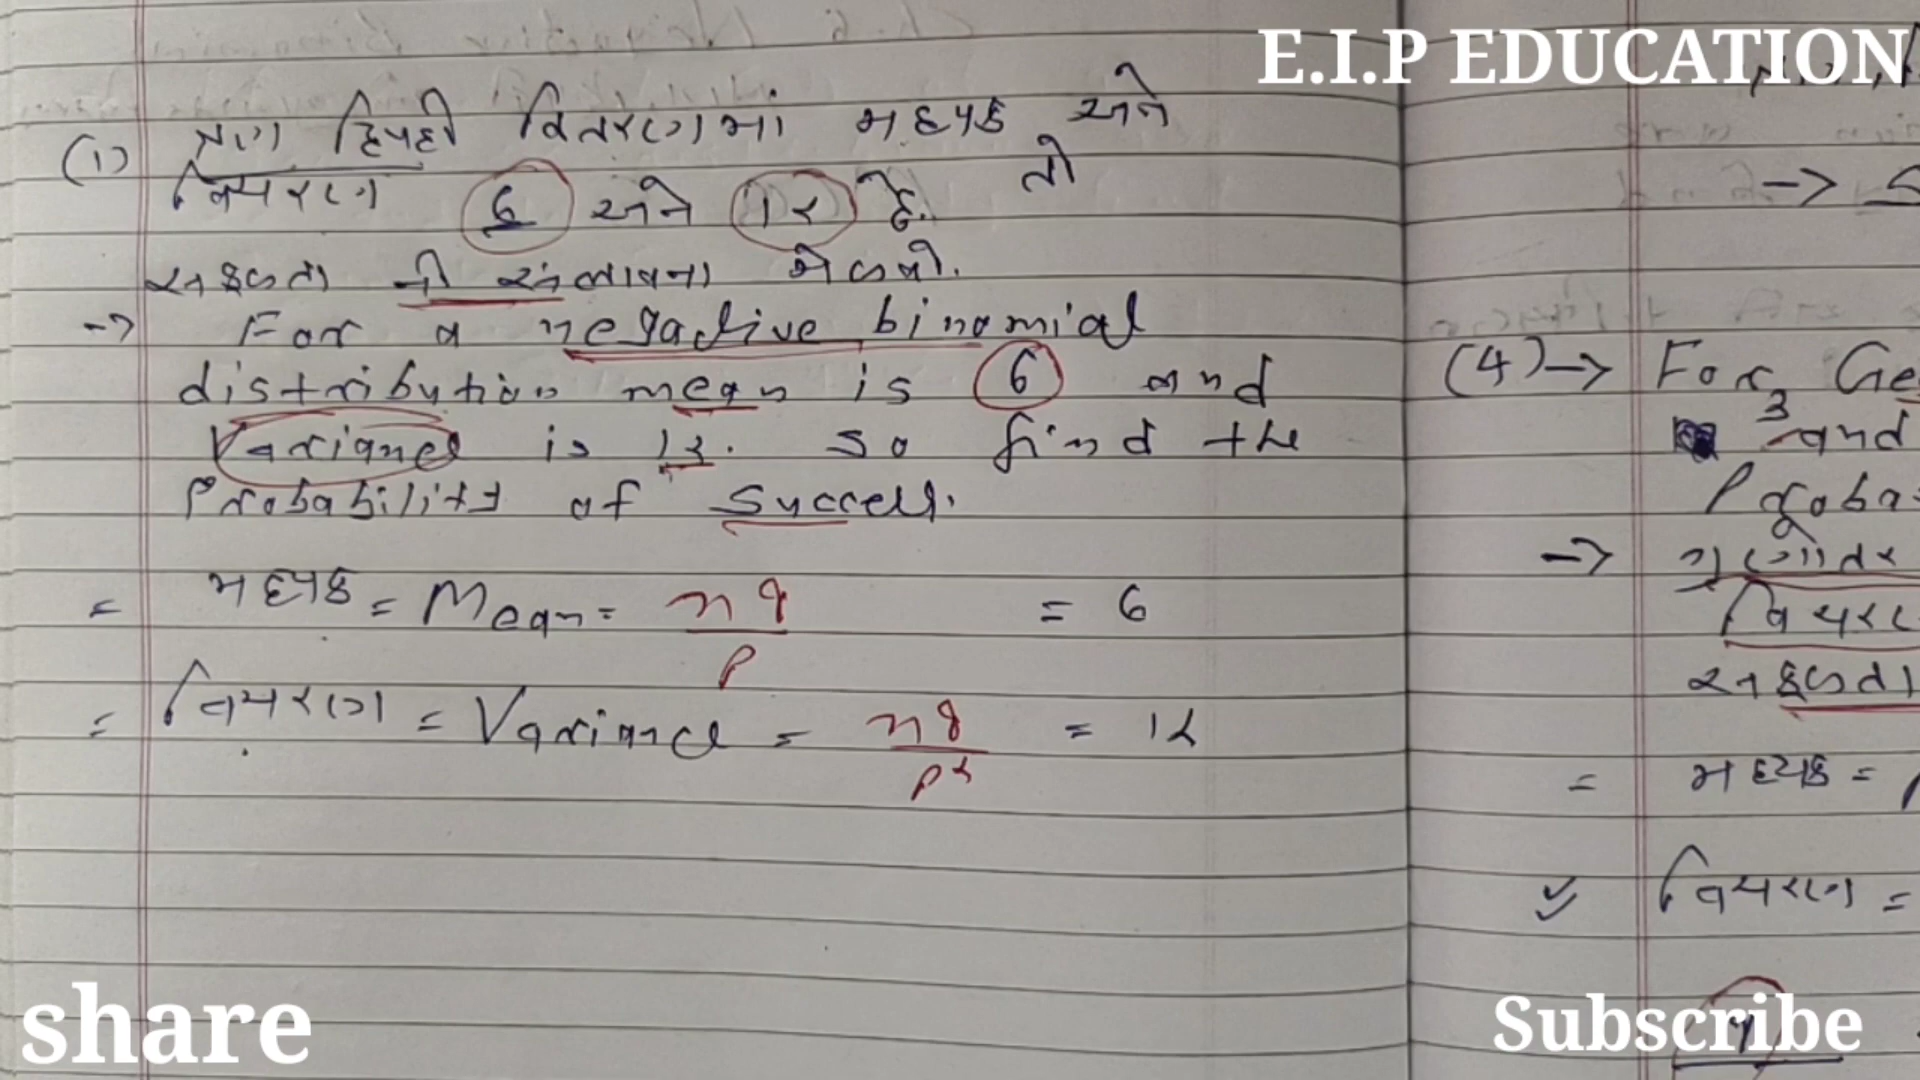 E.I.P EDUCATION
(1) ઋણ દ્વિપદી વિતરણમાં મધ્યક અને
વિચરણ 6 અને 12 છે. તો
સફળતા ની સંભાવના મેળવો.
-> For a negative binomial
distribution mean is 6 and
Variance is 12. so find the
Probability of Success.
= મધ્યક = Mean = nq/p = 6
= વિચરણ = Variance = nq/p² = 12
->
(4) -> For Ge
3 and
Proba
-> ગુણોત્તર
વિચરણ
સફળતા
= મધ્યક =
વિચરણ =
share
Subscribe